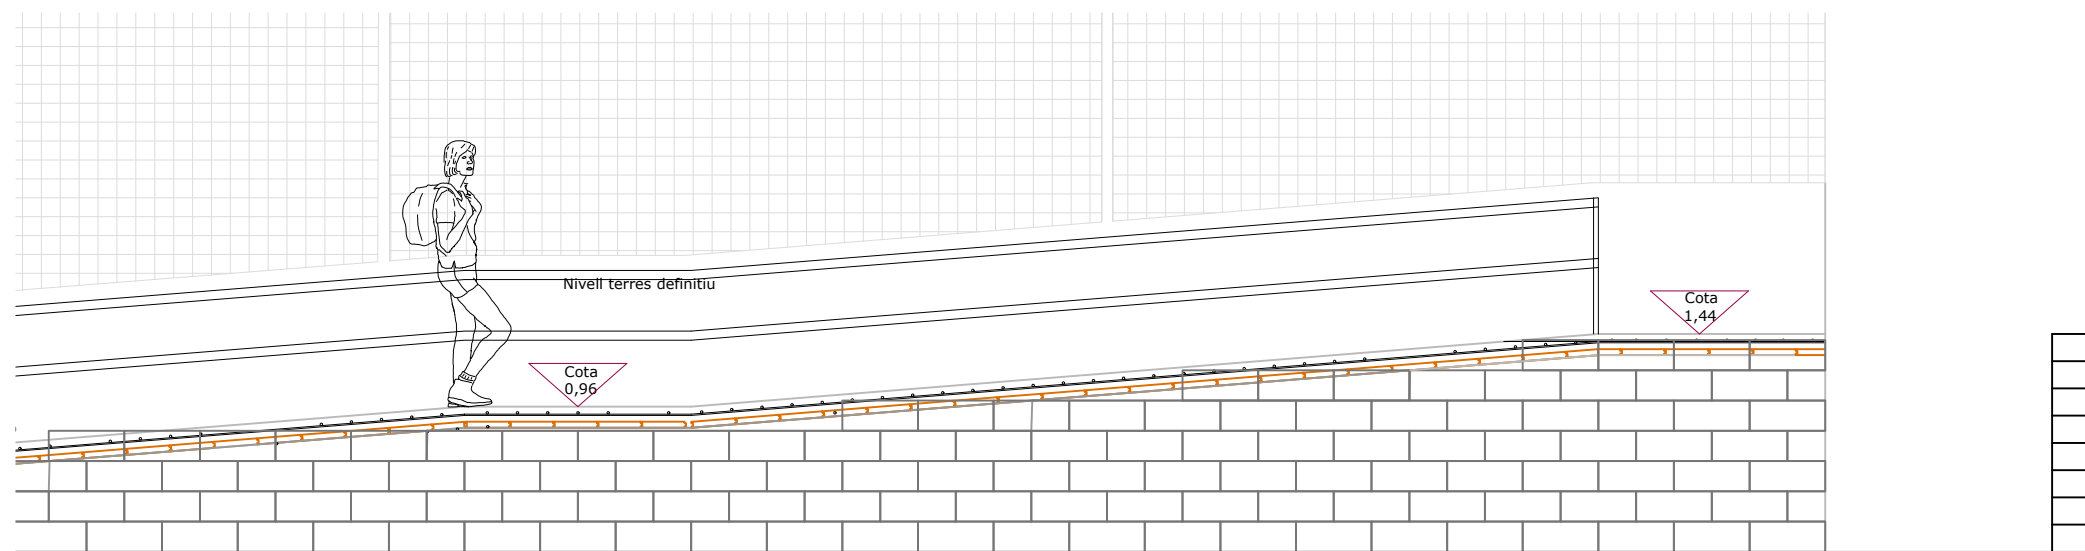 Nivell terres definitiu
Cota
1,44
Cota
0,96